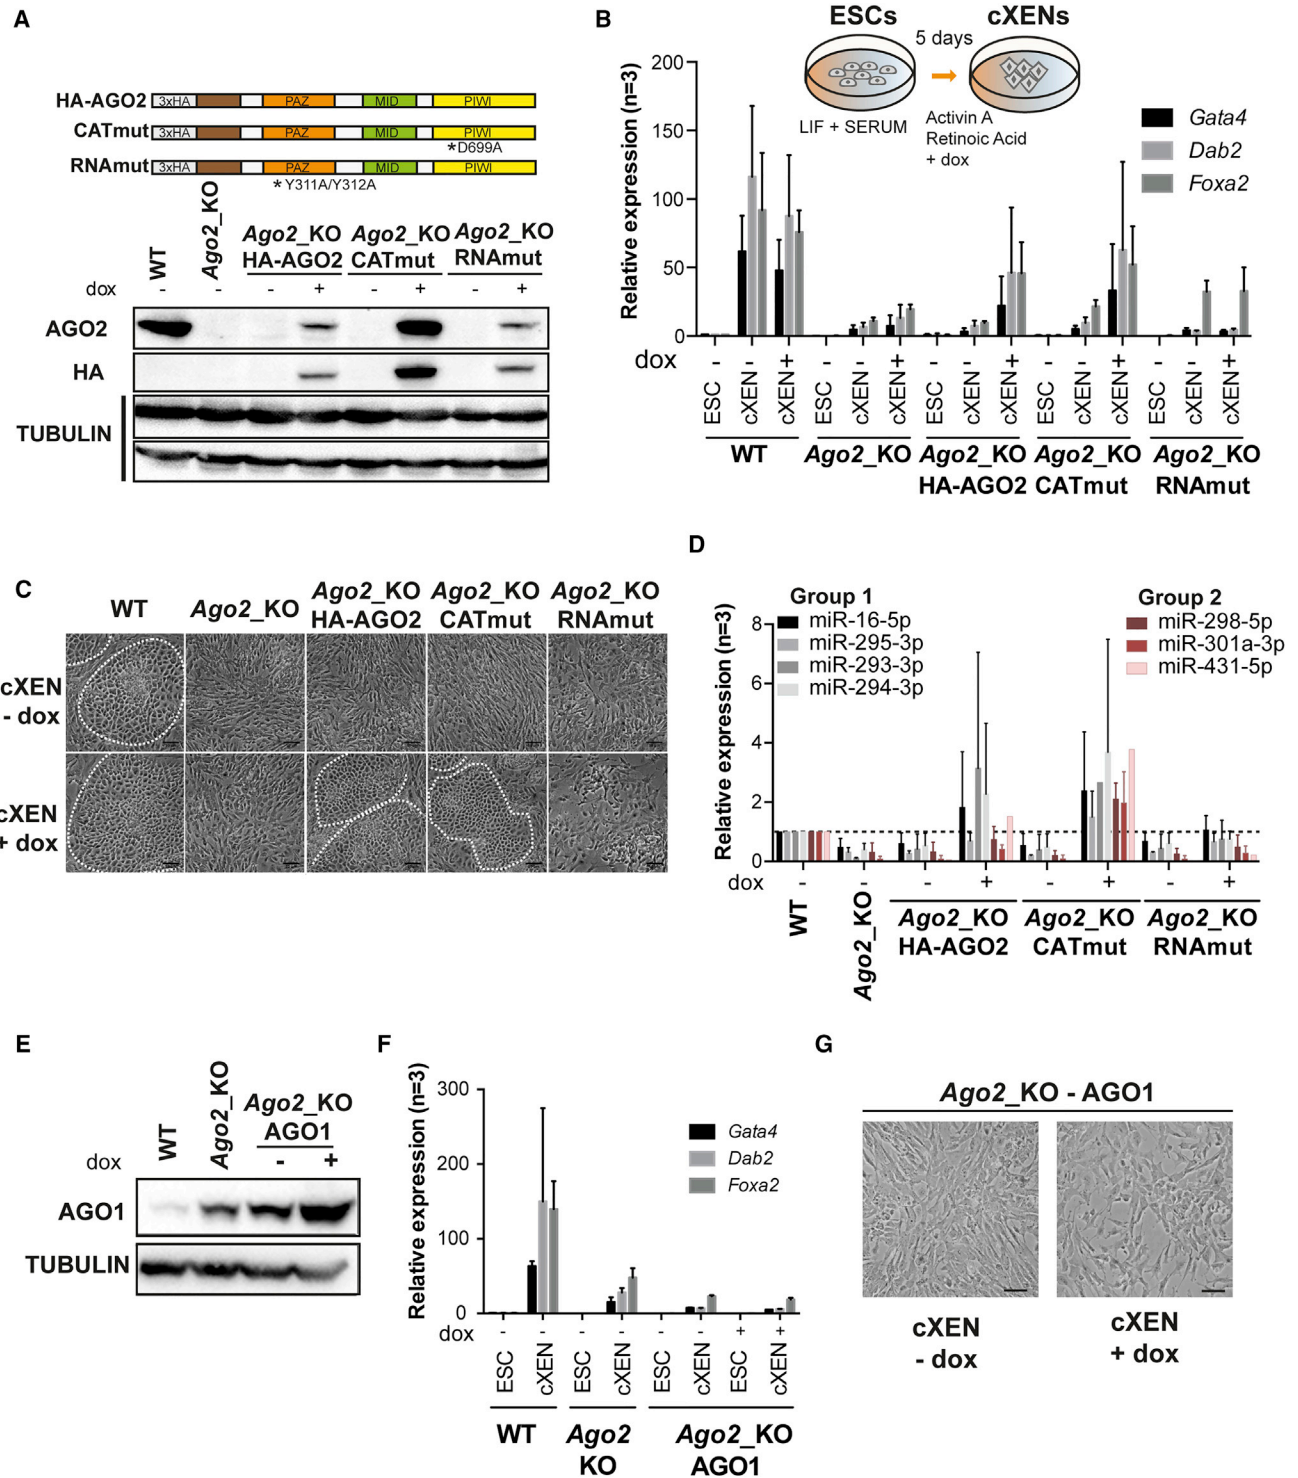 A
HA-AGO2 3xHA PAZ MID PIWI
CATmut 3xHA PAZ MID PIWI
*D699A
RNAmut 3xHA PAZ MID PIWI
* Y311A/Y312A
WT
Ago2_KO
Ago2_KO
HA-AGO2
Ago2_KO
CATmut
Ago2_KO
RNAmut
dox - - - + - + - +
AGO2
HA
TUBULIN
B
ESCs
cXENs
5 days
LIF + SERUM
Activin A
Retinoic Acid
+ dox
Relative expression (n=3)
200
150
100
50
0
Gata4
Dab2
Foxa2
dox - - + - - + - - + - - + - - +
ESC cXEN cXEN ESC cXEN cXEN ESC cXEN cXEN ESC cXEN cXEN ESC cXEN cXEN
WT
Ago2_KO
Ago2_KO
HA-AGO2
Ago2_KO
CATmut
Ago2_KO
RNAmut
C
WT
Ago2_KO
Ago2_KO
HA-AGO2
Ago2_KO
CATmut
Ago2_KO
RNAmut
cXEN
- dox
cXEN
+ dox
D
Relative expression (n=3)
8
6
4
2
0
Group 1
miR-16-5p
miR-295-3p
miR-293-3p
miR-294-3p
Group 2
miR-298-5p
miR-301a-3p
miR-431-5p
dox - - - + - + - +
WT
Ago2_KO
Ago2_KO
HA-AGO2
Ago2_KO
CATmut
Ago2_KO
RNAmut
E
WT
Ago2_KO
Ago2_KO
AGO1
dox - +
AGO1
TUBULIN
F
Relative expression (n=3)
300
200
100
0
Gata4
Dab2
Foxa2
dox - - - - - - + +
ESC cXEN ESC cXEN ESC cXEN ESC cXEN
WT
Ago2
KO
Ago2_KO
AGO1
G
Ago2_KO - AGO1
cXEN
- dox
cXEN
+ dox